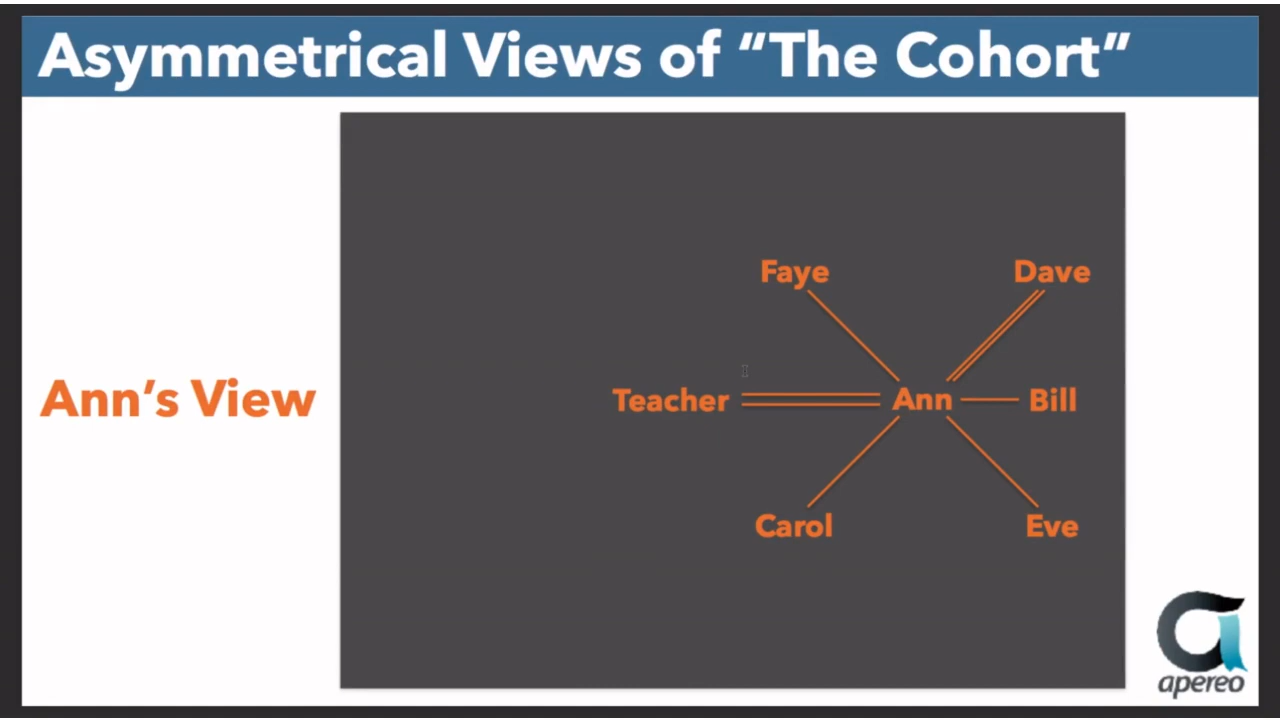 Asymmetrical Views of “The Cohort”
Faye
Dave
Ann’s View
Teacher
Ann
Bill
Carol
Eve
apereo